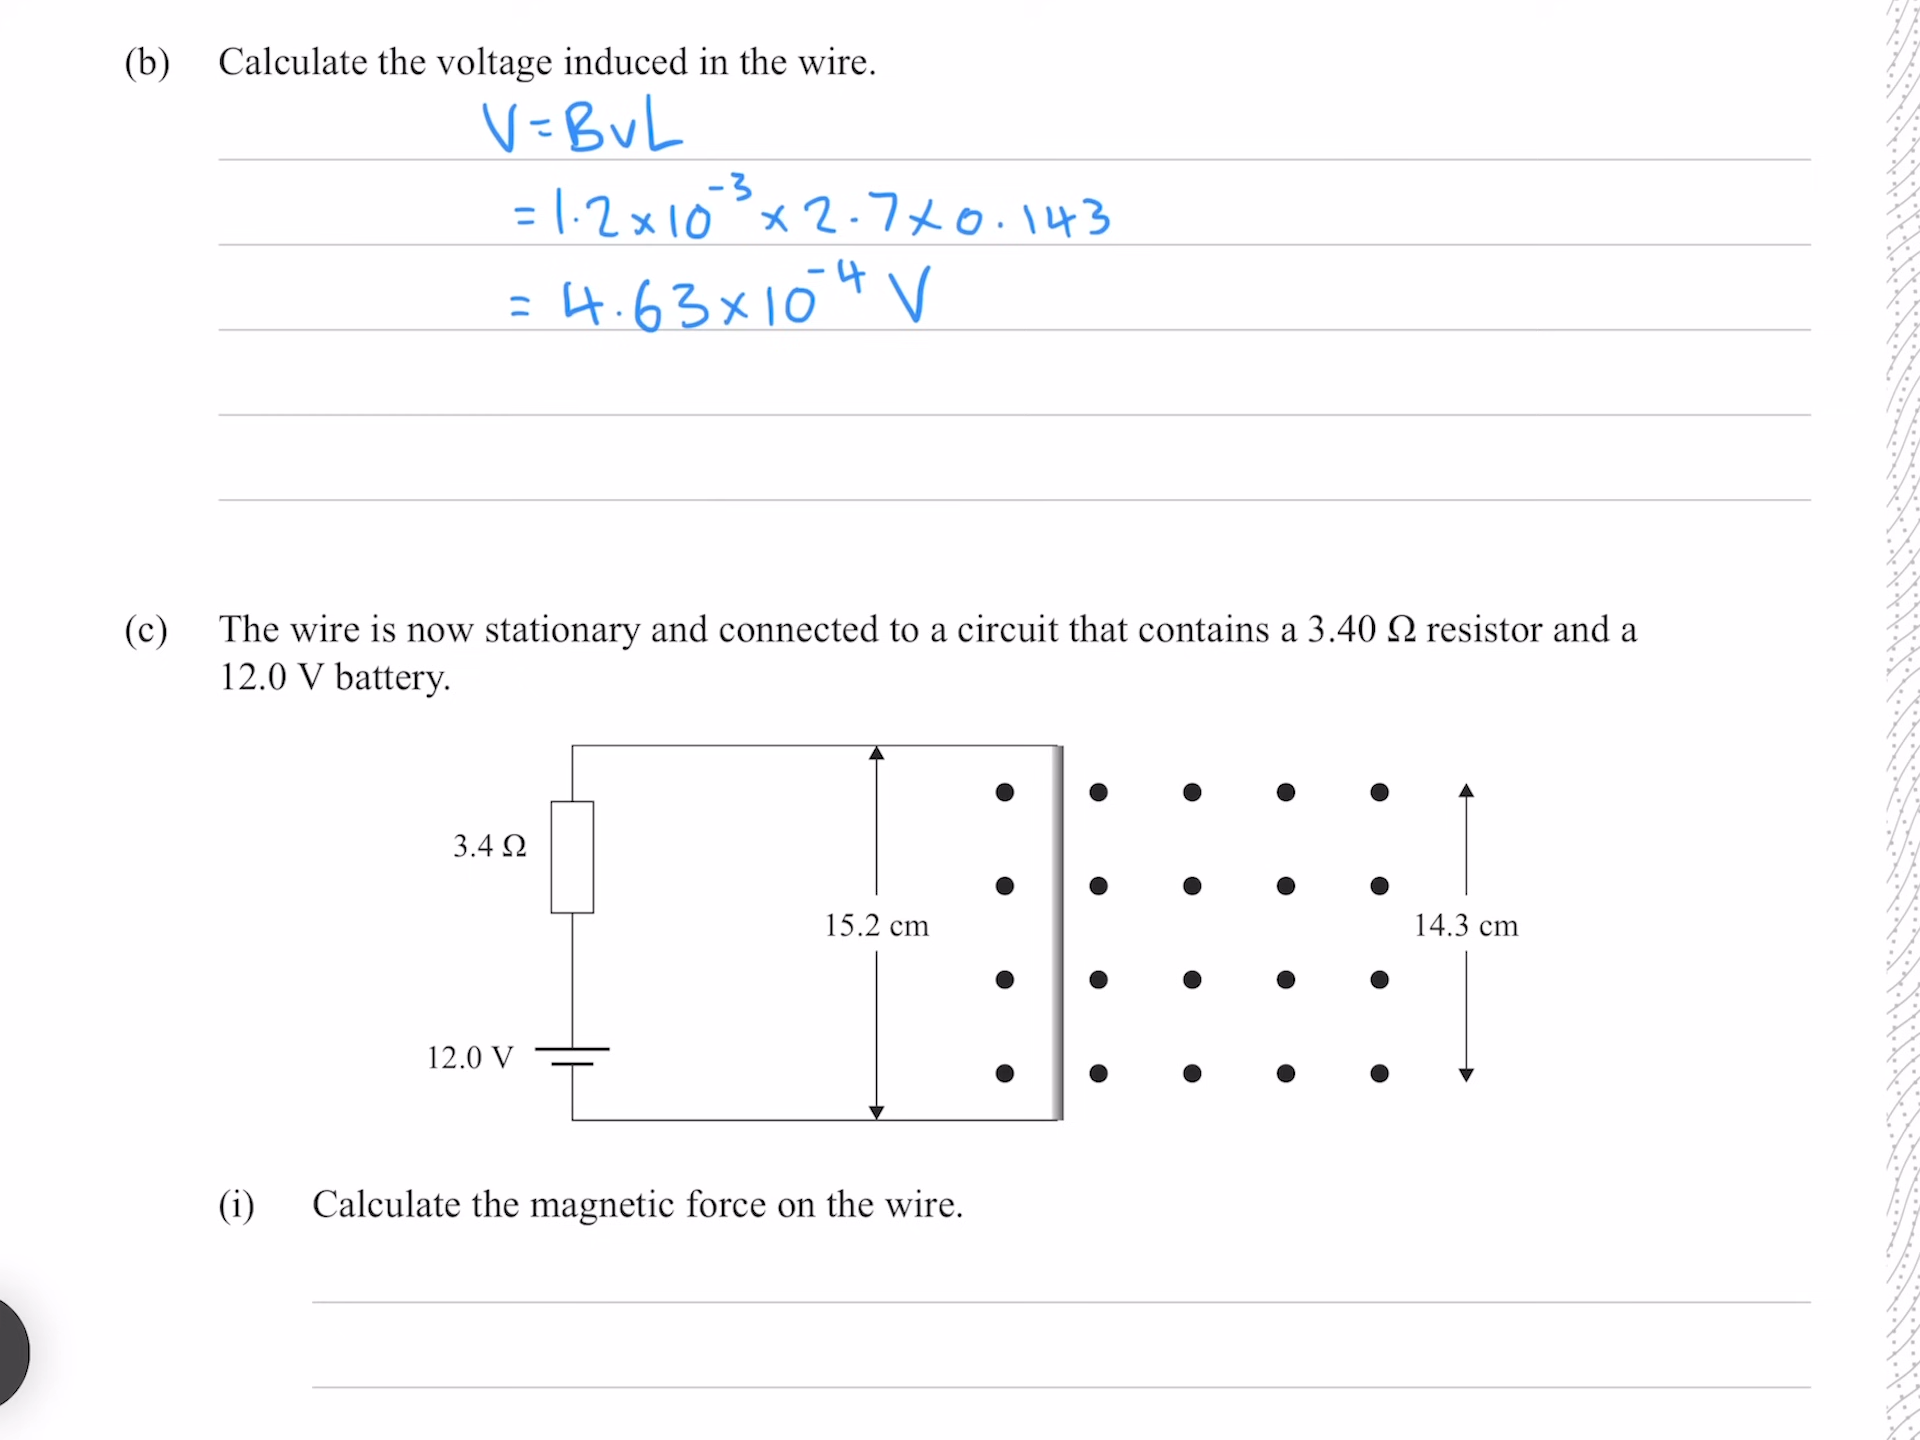 (b) Calculate the voltage induced in the wire.
V=BvL
=1.2×10⁻³×2.7×0.143
=4.63×10⁻⁴ V
(c) The wire is now stationary and connected to a circuit that contains a 3.40 Ω resistor and a
12.0 V battery.
3.4 Ω
15.2 cm
14.3 cm
12.0 V
(i) Calculate the magnetic force on the wire.